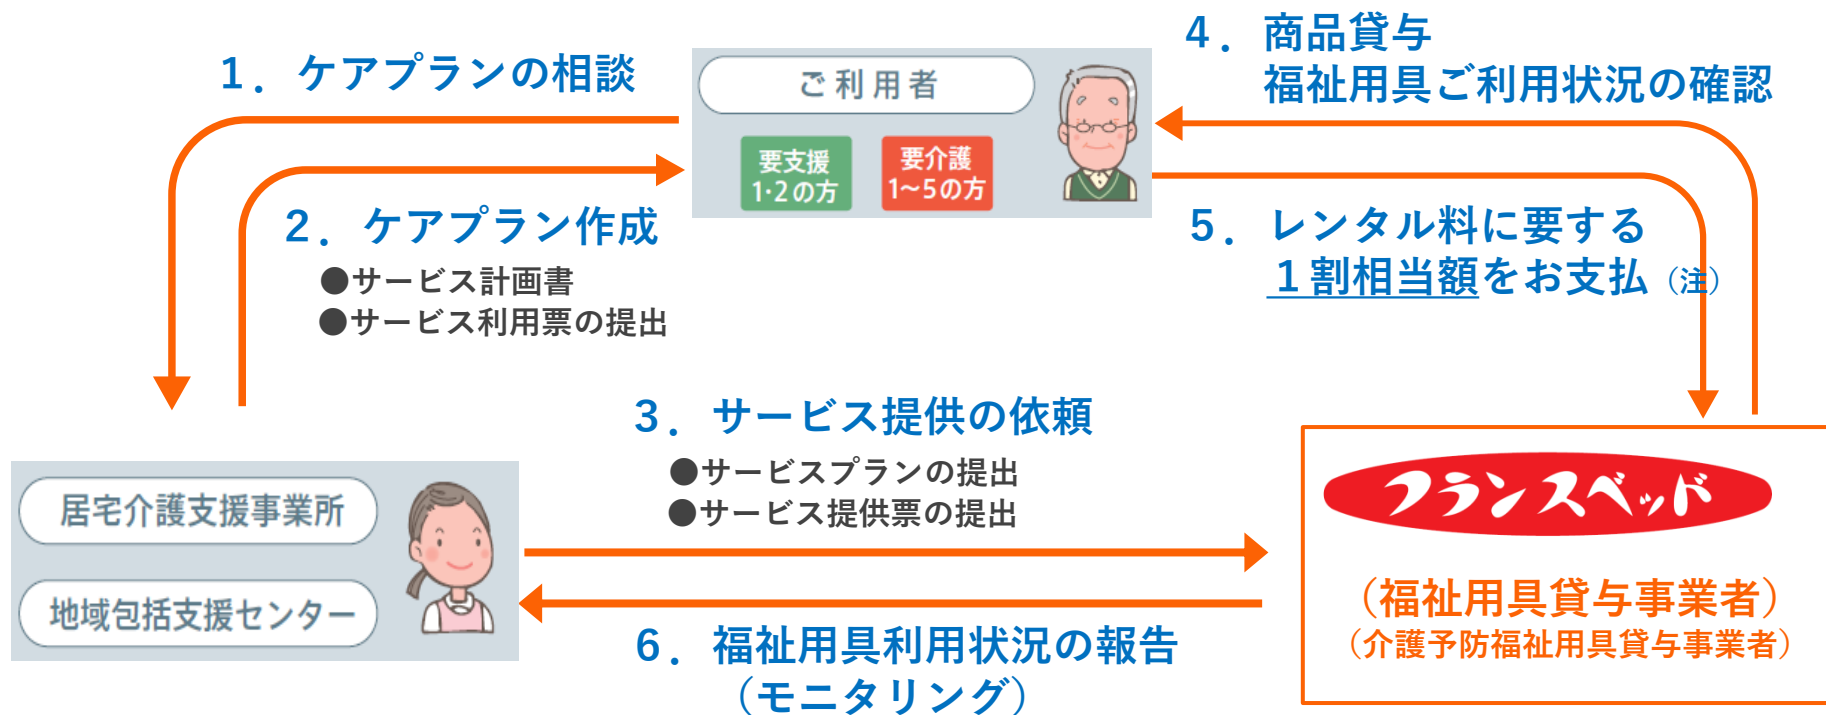 1．ケアプランの相談
ご利用者
要支援
1･2の方
要介護
1〜5の方
4．商品貸与
福祉用具ご利用状況の確認
2．ケアプラン作成
●サービス計画書
●サービス利用票の提出
5．レンタル料に要する
１割相当額をお支払（注）
3．サービス提供の依頼
●サービスプランの提出
●サービス提供票の提出
居宅介護支援事業所
地域包括支援センター
フランスベッド
（福祉用具貸与事業者）
（介護予防福祉用具貸与事業者）
6．福祉用具利用状況の報告
（モニタリング）